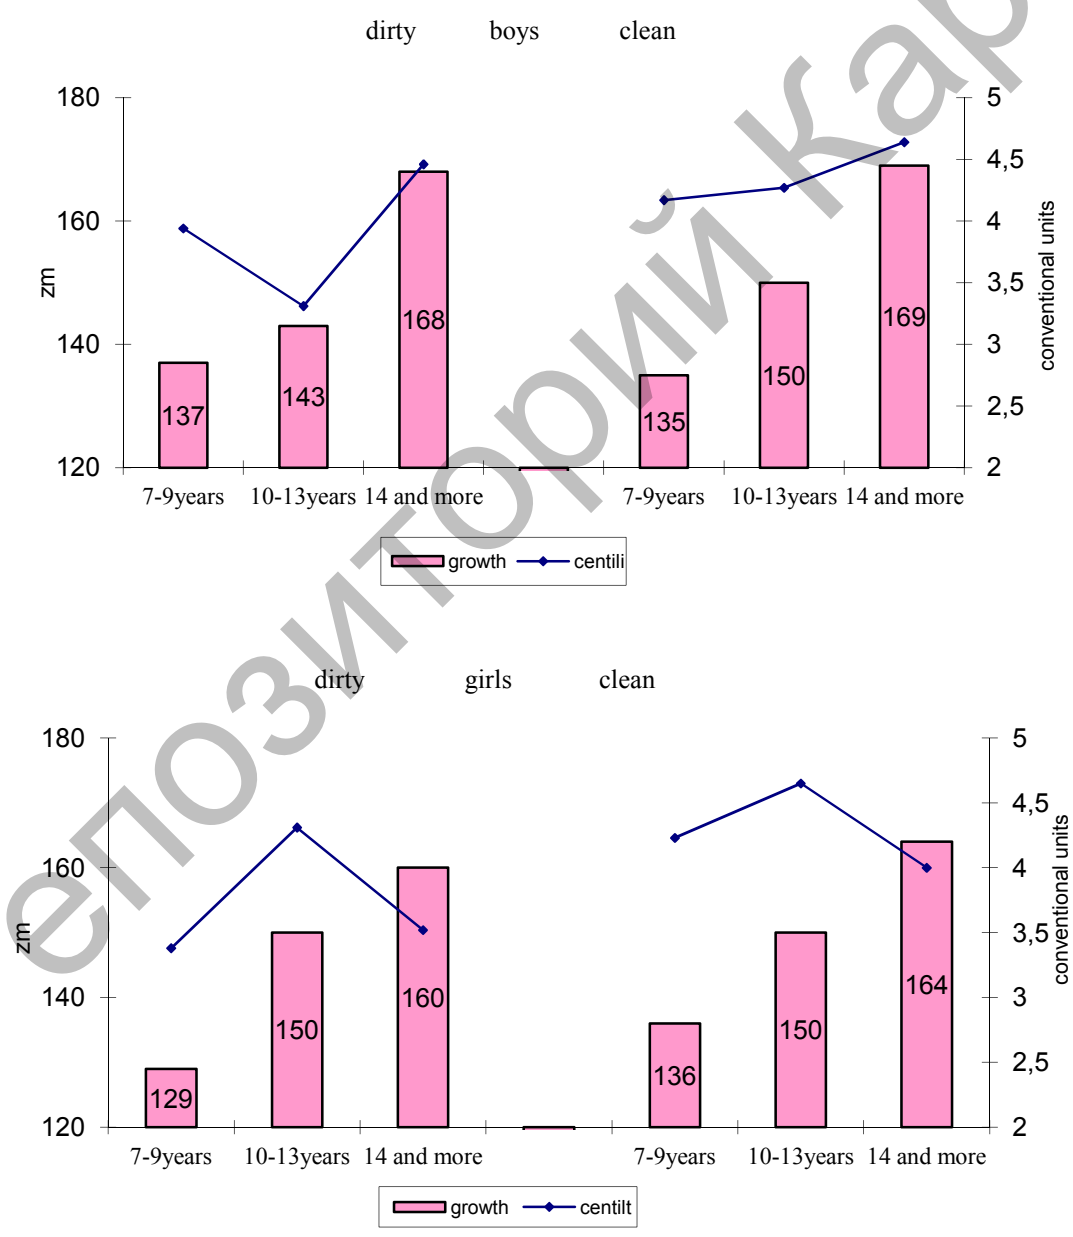 dirty boys clean
180 5
4,5
160 4
3,5
140 3
2,5
120 2
zm
conventional units
137 143 168 135 150 169
7-9years 10-13years 14 and more 7-9years 10-13years 14 and more
growth centili
dirty girls clean
180 5
4,5
160 4
3,5
140 3
2,5
120 2
zm
conventional units
129 150 160 136 150 164
7-9years 10-13years 14 and more 7-9years 10-13years 14 and more
growth centilt
епозиторий Кар